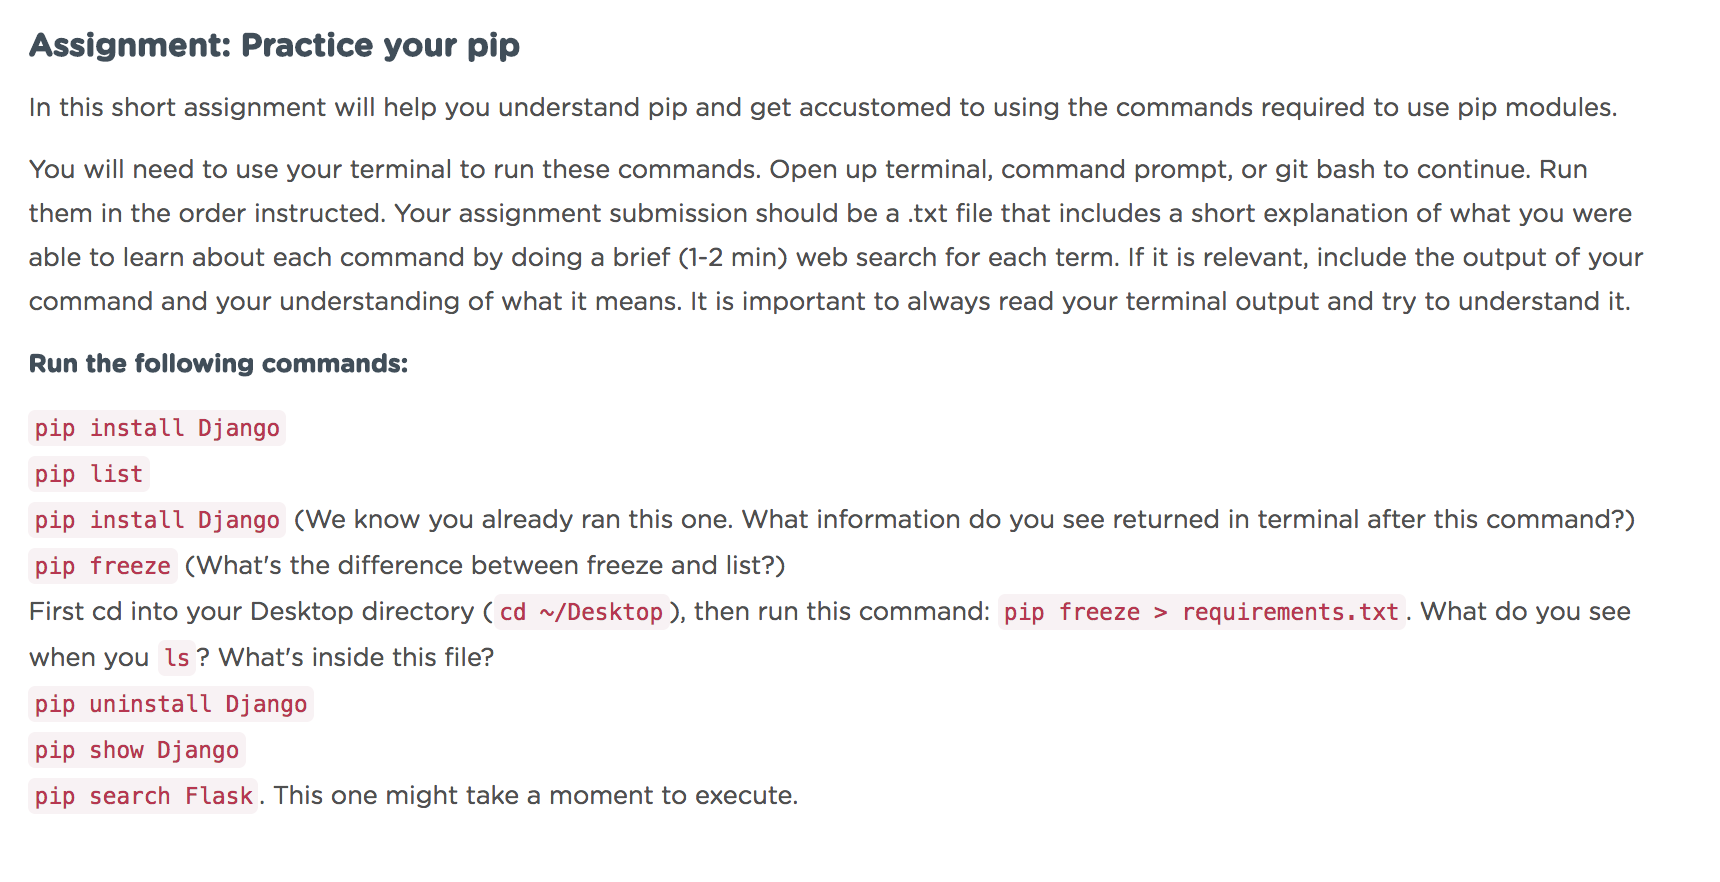 Assignment: Practice your pip
In this short assignment will help you understand pip and get accustomed to using the commands required to use pip modules.
You will need to use your terminal to run these commands. Open up terminal, command prompt, or git bash to continue. Run
them in the order instructed. Your assignment submission should be a .txt file that includes a short explanation of what you were
able to learn about each command by doing a brief (1-2 min) web search for each term. If it is relevant, include the output of your
command and your understanding of what it means. It is important to always read your terminal output and try to understand it.
Run the following commands:
pip install Django
pip list
pip install Django (We know you already ran this one. What information do you see returned in terminal after this command?)
pip freeze (What's the difference between freeze and list?)
First cd into your Desktop directory ( cd ~/Desktop ), then run this command: pip freeze > requirements.txt . What do you see
when you ls ? What's inside this file?
pip uninstall Django
pip show Django
pip search Flask . This one might take a moment to execute.